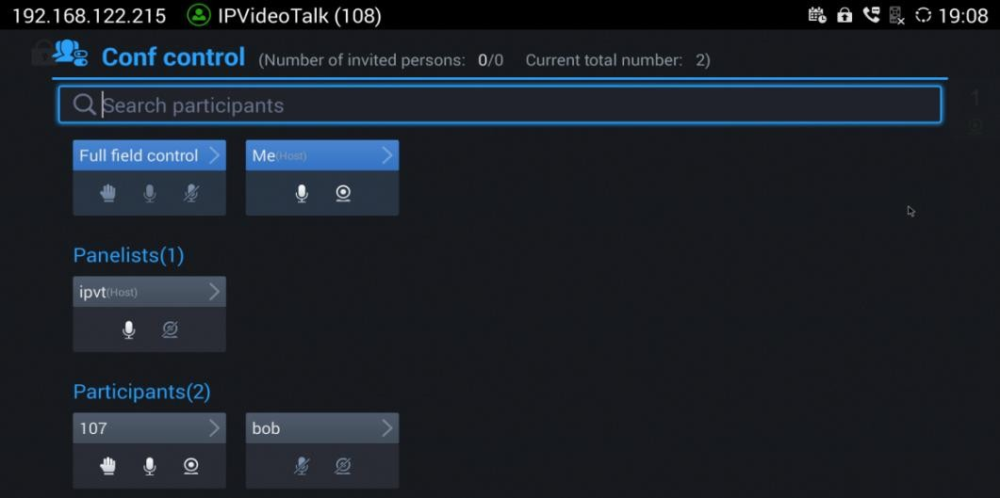 192.168.122.215 IPVideoTalk (108) 19:08
Conf control (Number of invited persons: 0/0 Current total number: 2)
Search participants
1
Full field control Me(Host)
Panelists(1)
ipvt(Host)
Participants(2)
107 bob